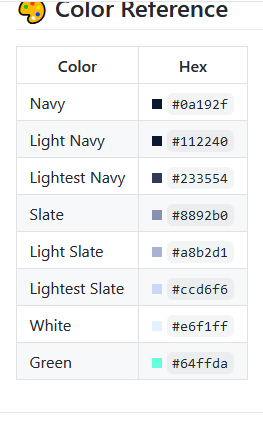 🎨 Color Reference
Color Hex
Navy #0a192f
Light Navy #112240
Lightest Navy #233554
Slate #8892b0
Light Slate #a8b2d1
Lightest Slate #ccd6f6
White #e6f1ff
Green #64ffda